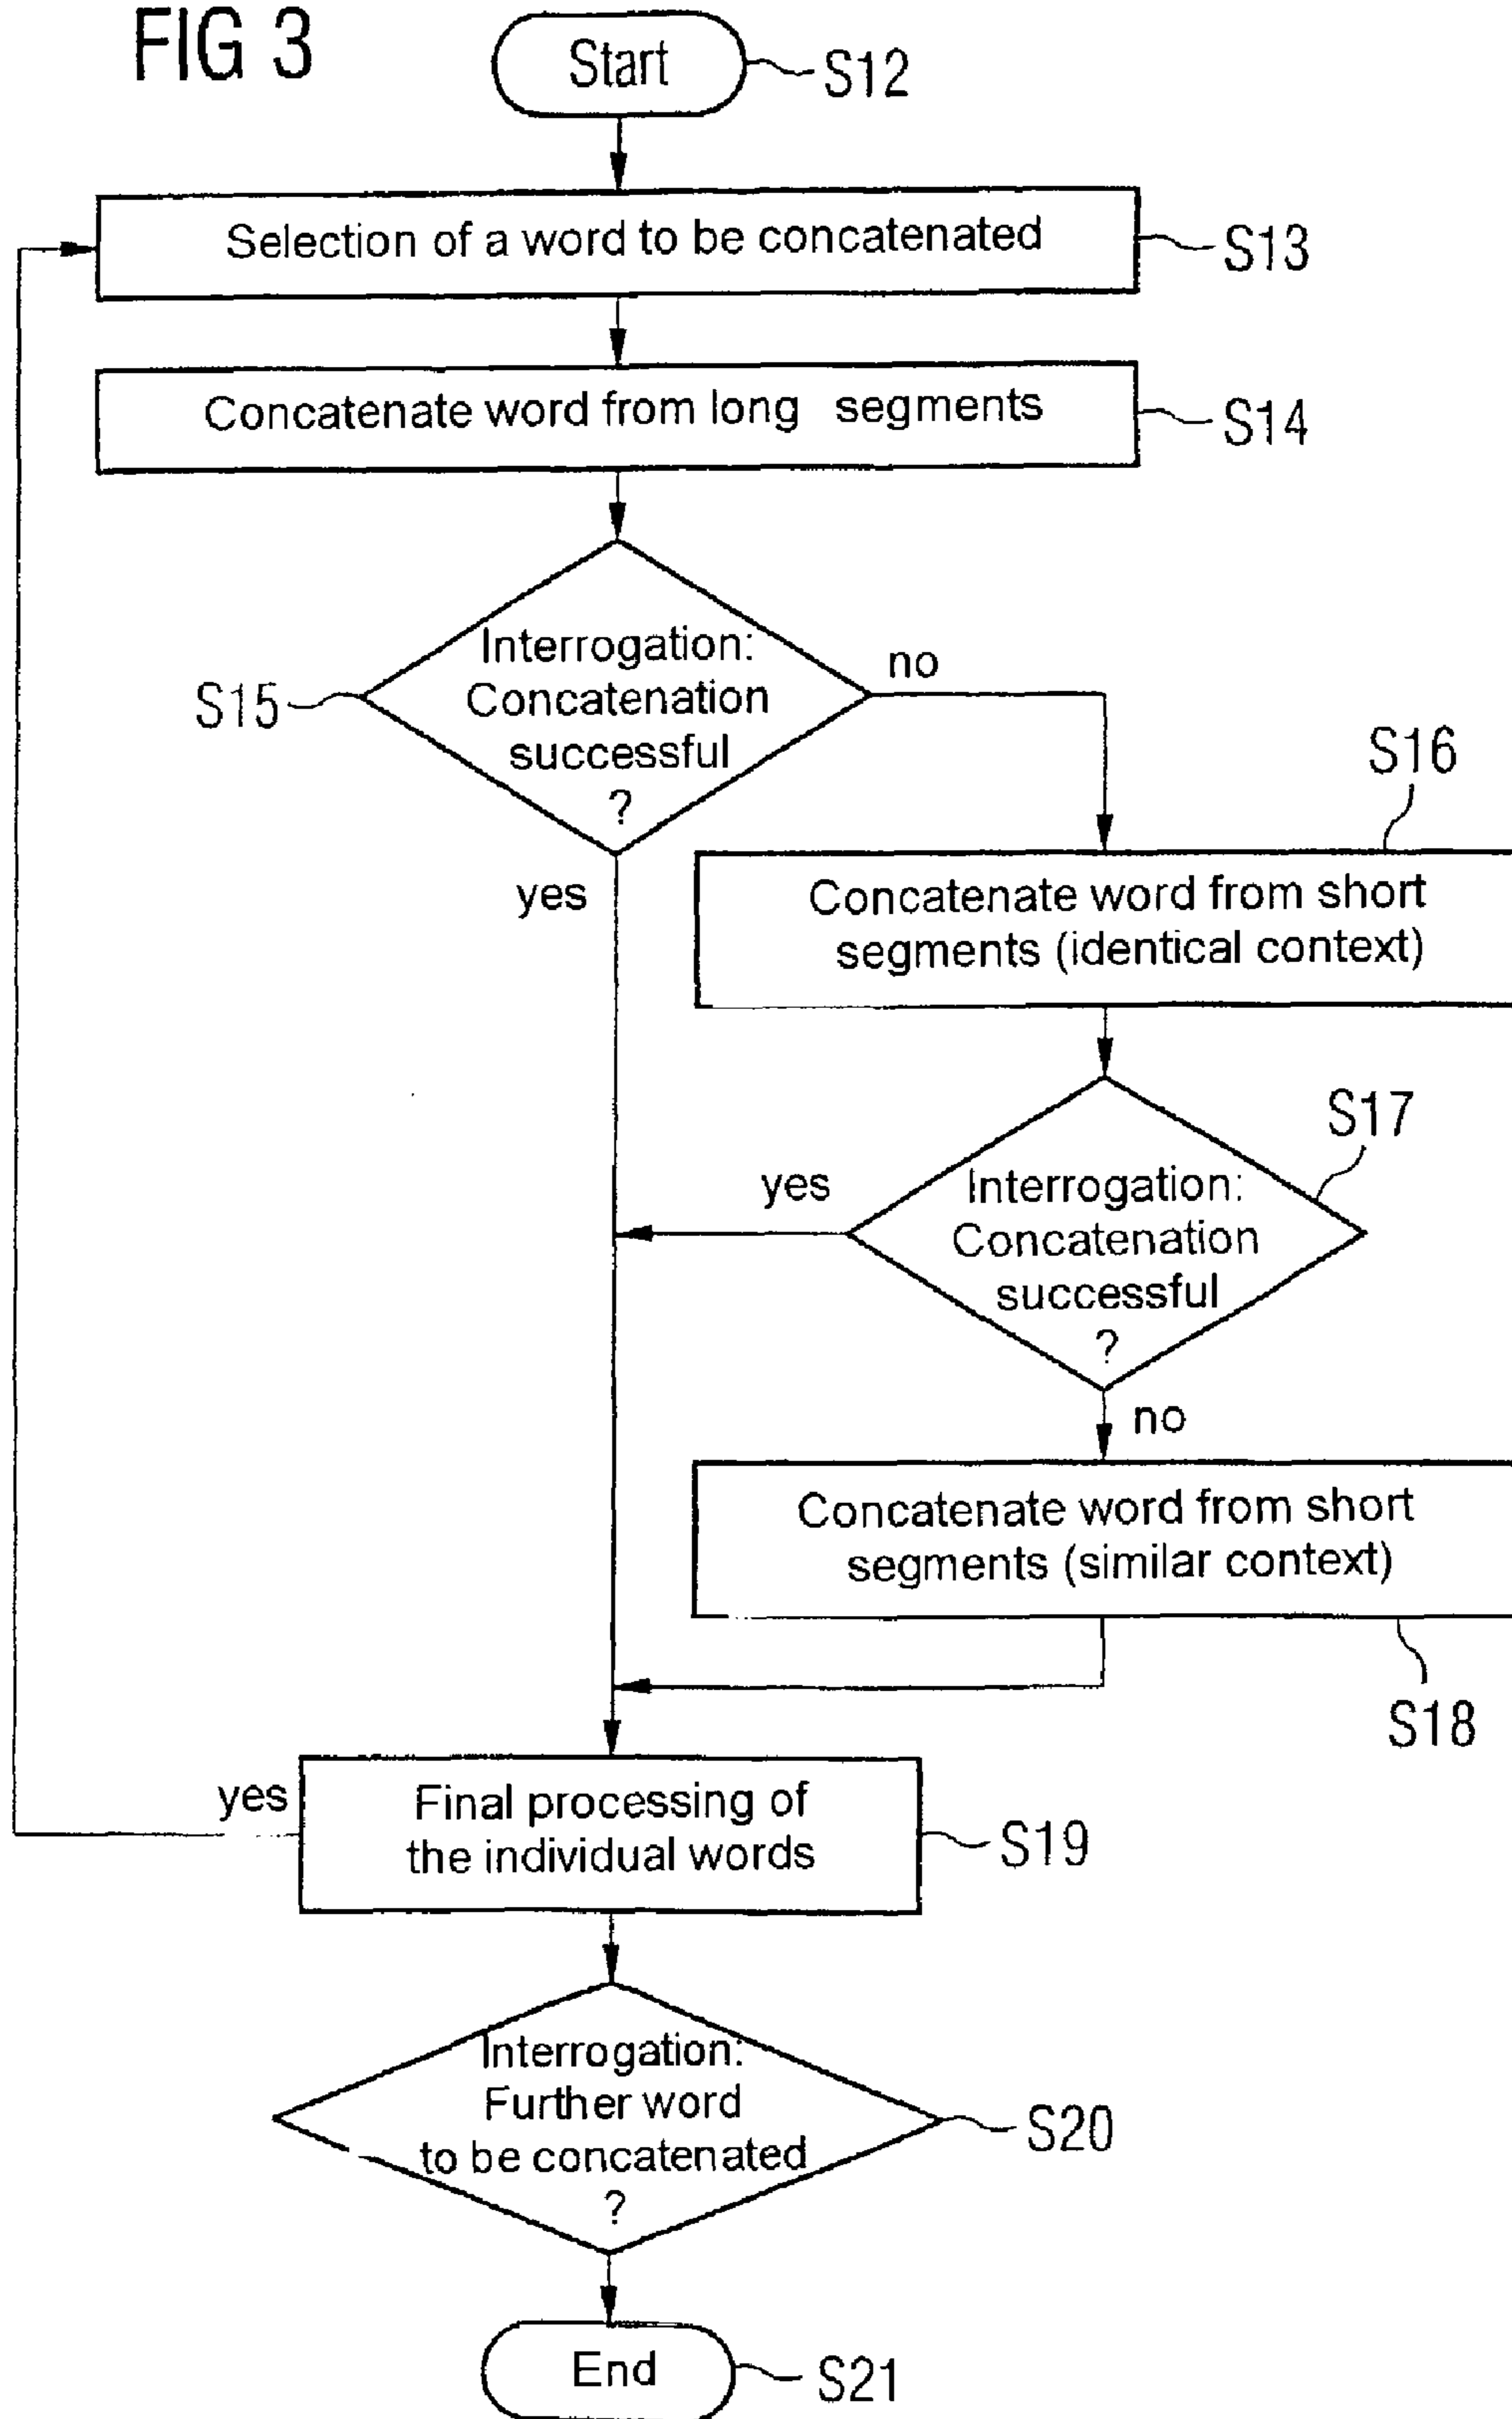 FIG 3
Start
S12
Selection of a word to be concatenated
S13
Concatenate word from long segments
S14
Interrogation:
Concatenation
successful
?
S15
no
yes
S16
Concatenate word from short
segments (identical context)
S17
yes
Interrogation:
Concatenation
successful
?
no
Concatenate word from short
segments (similar context)
S18
yes
Final processing of
the individual words
S19
Interrogation:
Further word
to be concatenated
?
S20
End
S21